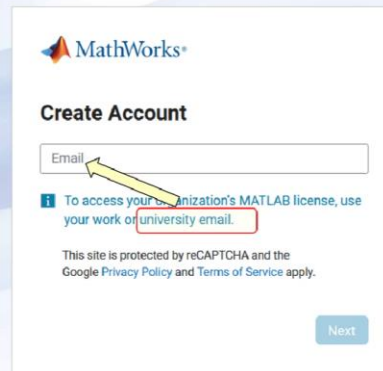 MathWorks®
Create Account
Email
i To access your organization's MATLAB license, use
your work or university email.
This site is protected by reCAPTCHA and the
Google Privacy Policy and Terms of Service apply.
Next